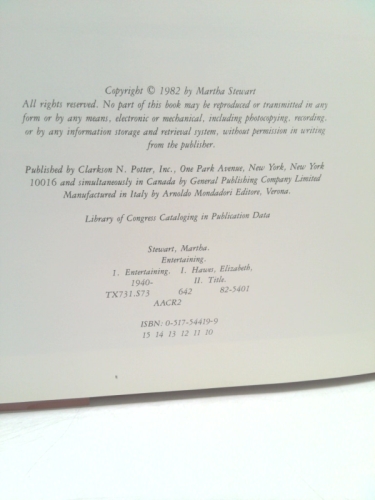 Copyright © 1982 by Martha Stewart
All rights reserved. No part of this book may be reproduced or transmitted in any
form or by any means, electronic or mechanical, including photocopying, recording,
or by any information storage and retrieval system, without permission in writing
from the publisher.
Published by Clarkson N. Potter, Inc., One Park Avenue, New York, New York
10016 and simultaneously in Canada by General Publishing Company Limited
Manufactured in Italy by Arnoldo Mondadori Editore, Verona.
Library of Congress Cataloging in Publication Data
Stewart, Martha.
Entertaining.
1. Entertaining. I. Hawes, Elizabeth,
1940- II. Title.
TX731.S73 642 82-5401
AACR2
ISBN: 0-517-54419-9
15 14 13 12 11 10